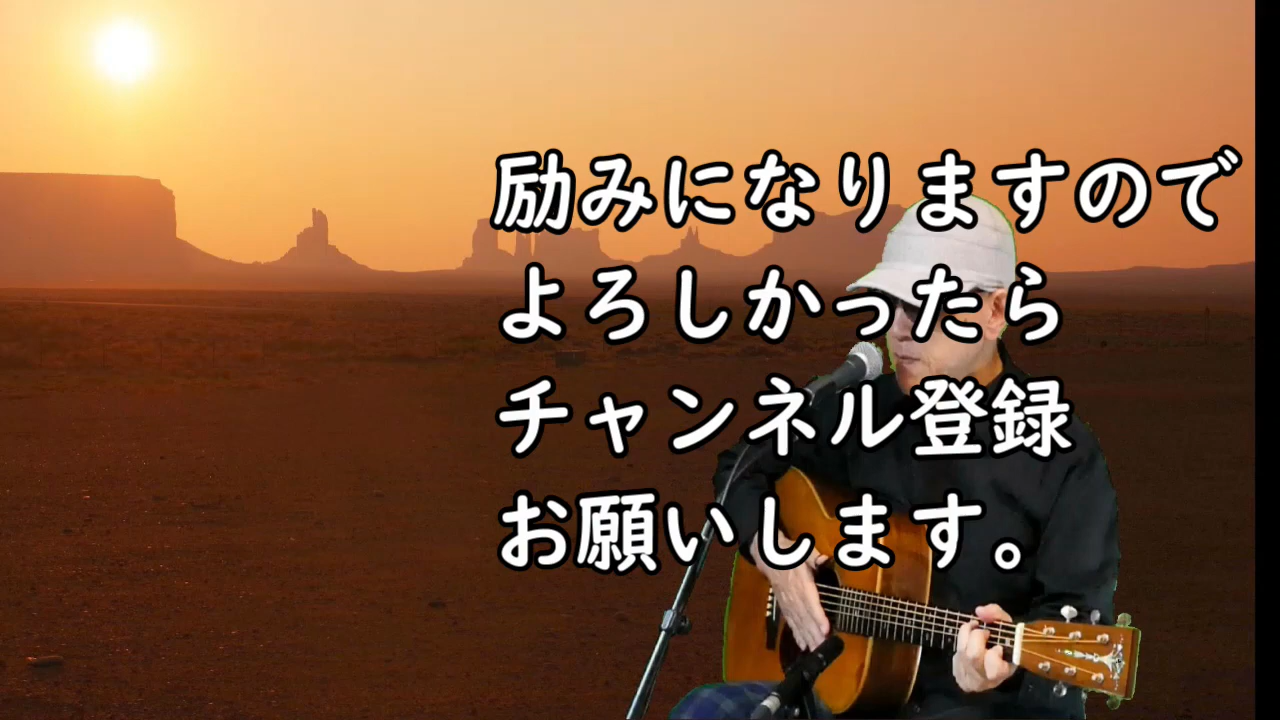 励みになりますので
よろしかったら
チャンネル登録
お願いします。